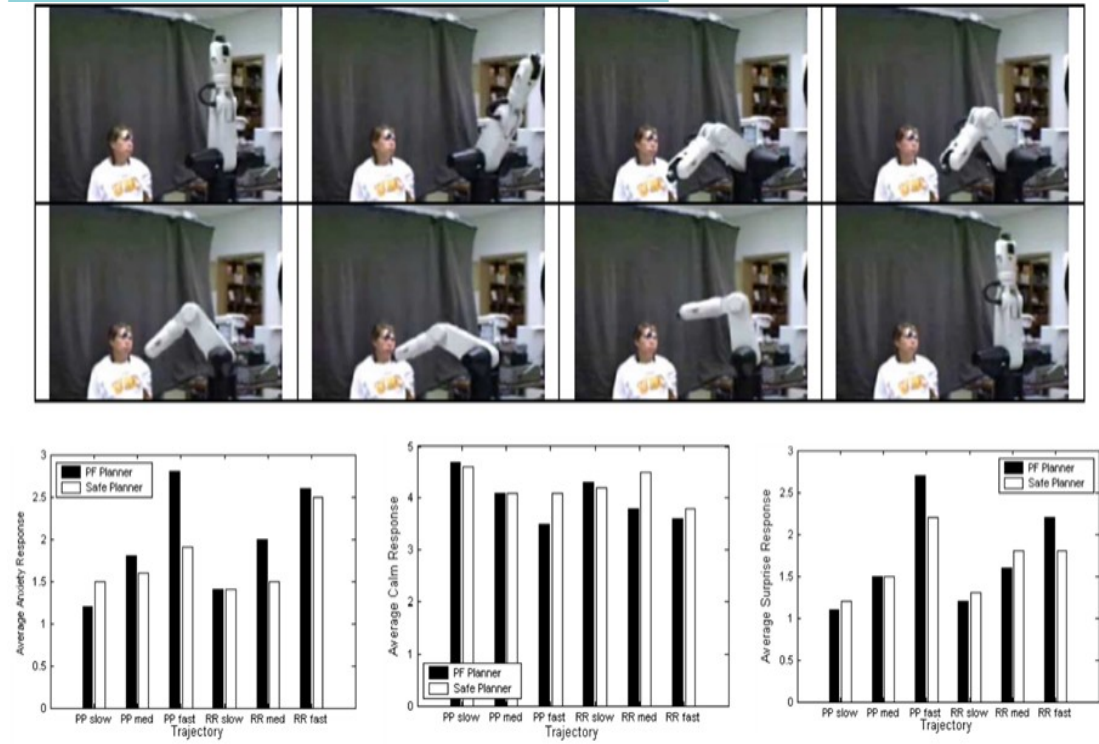 3
2.5
2
1.5
1
0.5
0
Average Anxiety Response
PF Planner
Safe Planner
PP slow PP med PP fast RR slow RR med RR fast
Trajectory
5
4
3
2
1
0
Average Calm Response
PF Planner
Safe Planner
PP slow PP med PP fast RR slow RR med RR fast
Trajectory
3
2.5
2
1.5
1
0.5
0
Average Surprise Response
PF Planner
Safe Planner
PP slow PP med PP fast RR slow RR med RR fast
Trajectory